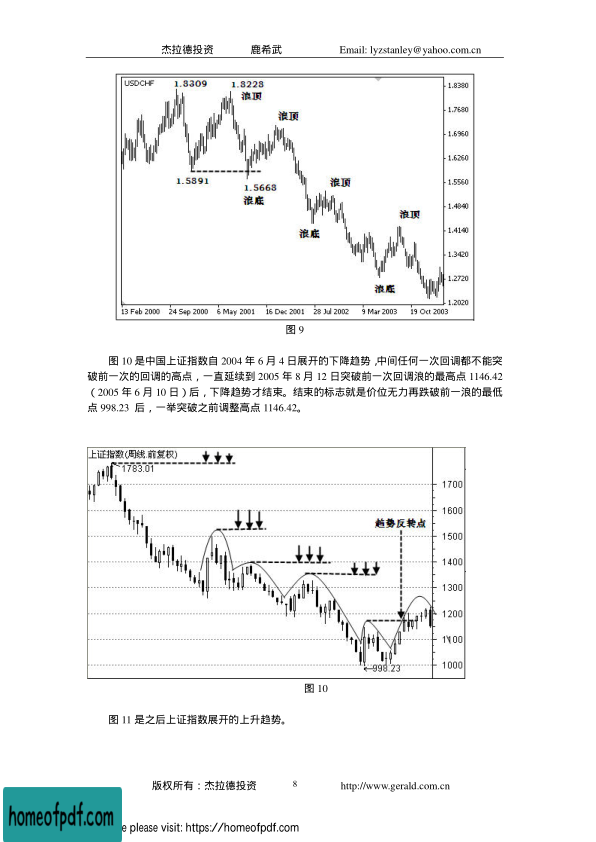 杰拉德投资 鹿希武 Email: lyzstanley@yahoo.com.cn
USDCHF
1.8309 1.8228
浪顶
浪顶
1.5891
1.5668
浪底
浪顶
浪底
浪顶
浪底
1.8380
1.7680
1.6960
1.6260
1.5560
1.4840
1.4140
1.3420
1.2720
1.2020
13 Feb 2000 24 Sep 2000 6 May 2001 16 Dec 2001 28 Jul 2002 9 Mar 2003 19 Oct 2003
图 9
图 10 是中国上证指数自 2004 年 6 月 4 日展开的下降趋势，中间任何一次回调都不能突
破前一次的回调的高点，一直延续到 2005 年 8 月 12 日突破前一次回调浪的最高点 1146.42
（2005 年 6 月 10 日）后，下降趋势才结束。结束的标志就是价位无力再跌破前一浪的最低
点 998.23 后，一举突破之前调整高点 1146.42。
上证指数(周线.前复权)
1783.01
趋势反转点
998.23
1700
1600
1500
1400
1300
1200
1100
1000
图 10
图 11 是之后上证指数展开的上升趋势。
版权所有：杰拉德投资 8 http://www.gerald.com.cn
homeofpdf.com
e please visit: https://homeofpdf.com